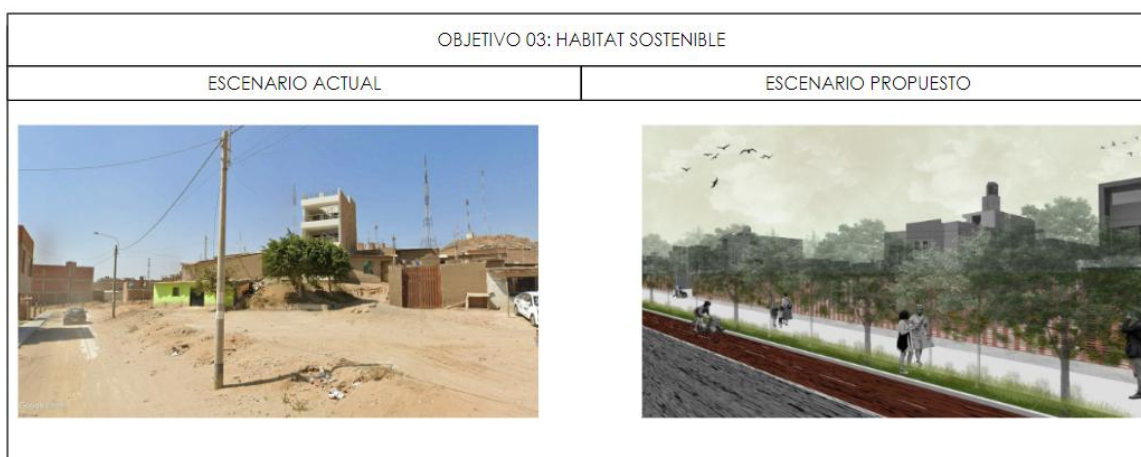 OBJETIVO 03: HABITAT SOSTENIBLE
ESCENARIO ACTUAL
ESCENARIO PROPUESTO